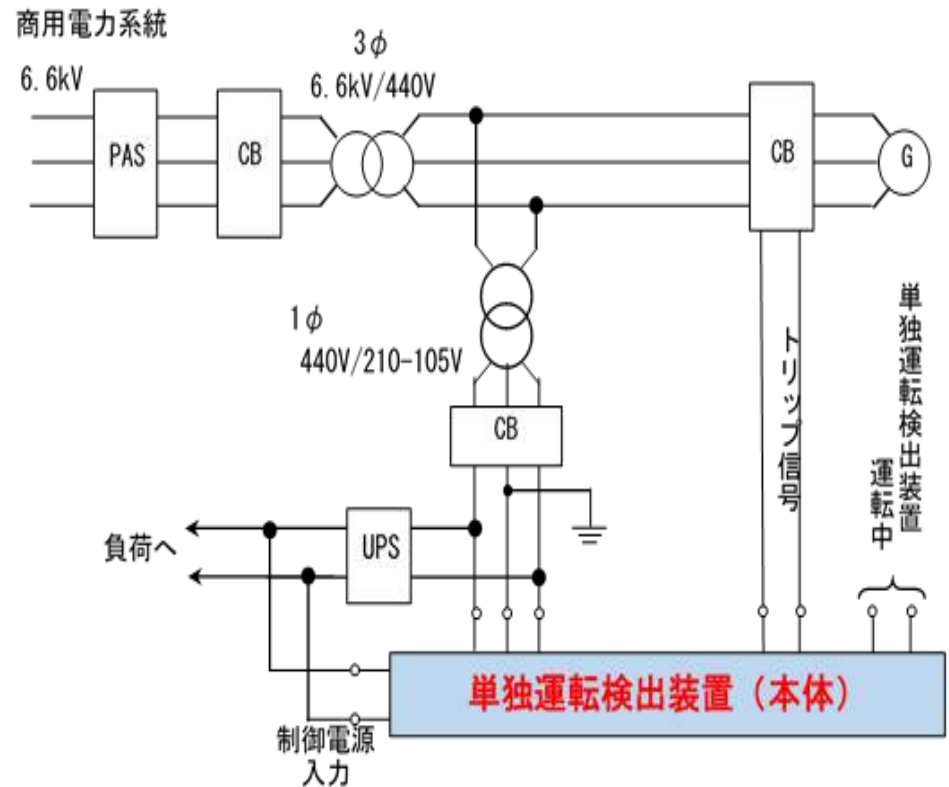 商用電力系統
6.6kV
3φ
6.6kV/440V
PAS
CB
CB
G
1φ
440V/210-105V
CB
トリップ信号
単独運転検出装置
運転中
負荷へ
UPS
単独運転検出装置（本体）
制御電源
入力